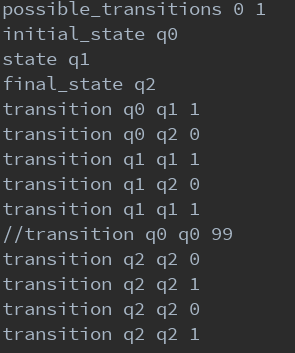 possible_transitions 0 1
initial_state q0
state q1
final_state q2
transition q0 q1 1
transition q0 q2 0
transition q1 q1 1
transition q1 q2 0
transition q1 q1 1
//transition q0 q0 99
transition q2 q2 0
transition q2 q2 1
transition q2 q2 0
transition q2 q2 1